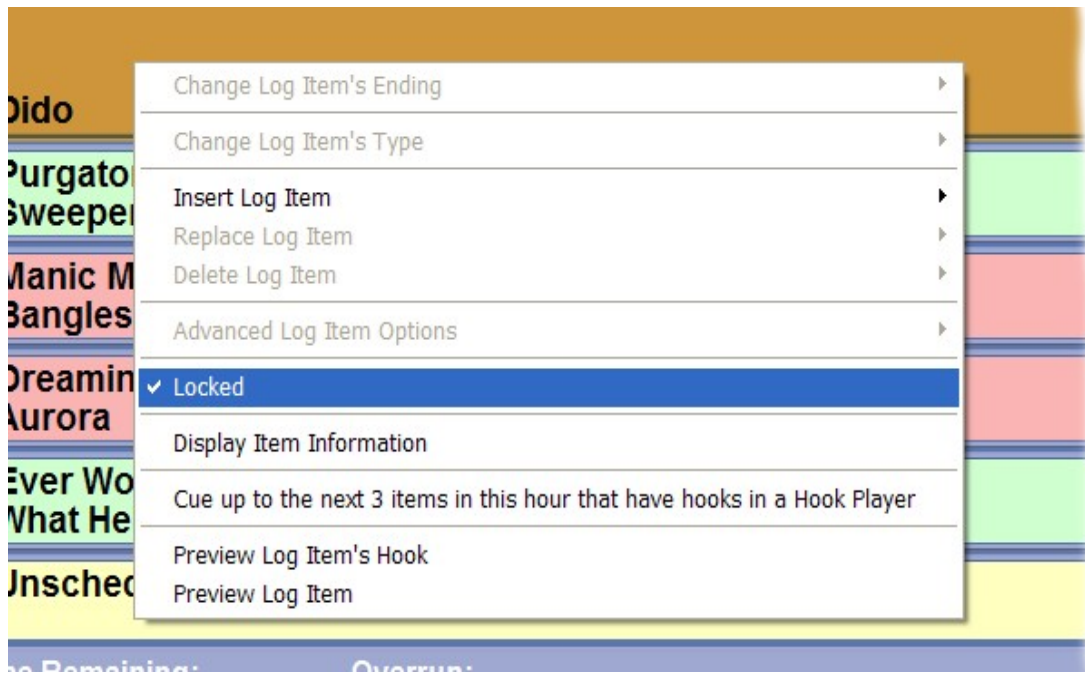 Dido
Change Log Item's Ending
Change Log Item's Type
Insert Log Item
Replace Log Item
Delete Log Item
Advanced Log Item Options
Locked
Display Item Information
Cue up to the next 3 items in this hour that have hooks in a Hook Player
Preview Log Item's Hook
Preview Log Item
Manic M
Bangles
Dreamin
Aurora
Ever Wo
What He
Remaining:
Overrun: